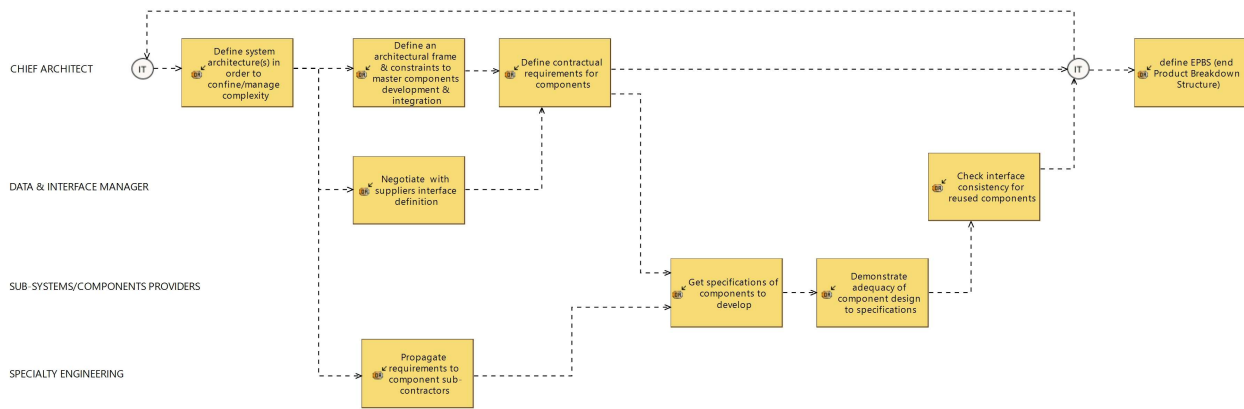 CHIEF ARCHITECT
IT
Define system
architecture(s) in
order to
confine/manage
complexity
Define an
architectural frame
& constraints to
master components
development &
integration
Define contractual
requirements for
components
IT
define EPBS (end
Product Breakdown
Structure)
DATA & INTERFACE MANAGER
Negotiate with
suppliers interface
definition
Check interface
consistency for
reused components
SUB-SYSTEMS/COMPONENTS PROVIDERS
Get specifications of
components to
develop
Demonstrate
adequacy of
component design
to specifications
SPECIALTY ENGINEERING
Propagate
requirements to
component sub-
contractors